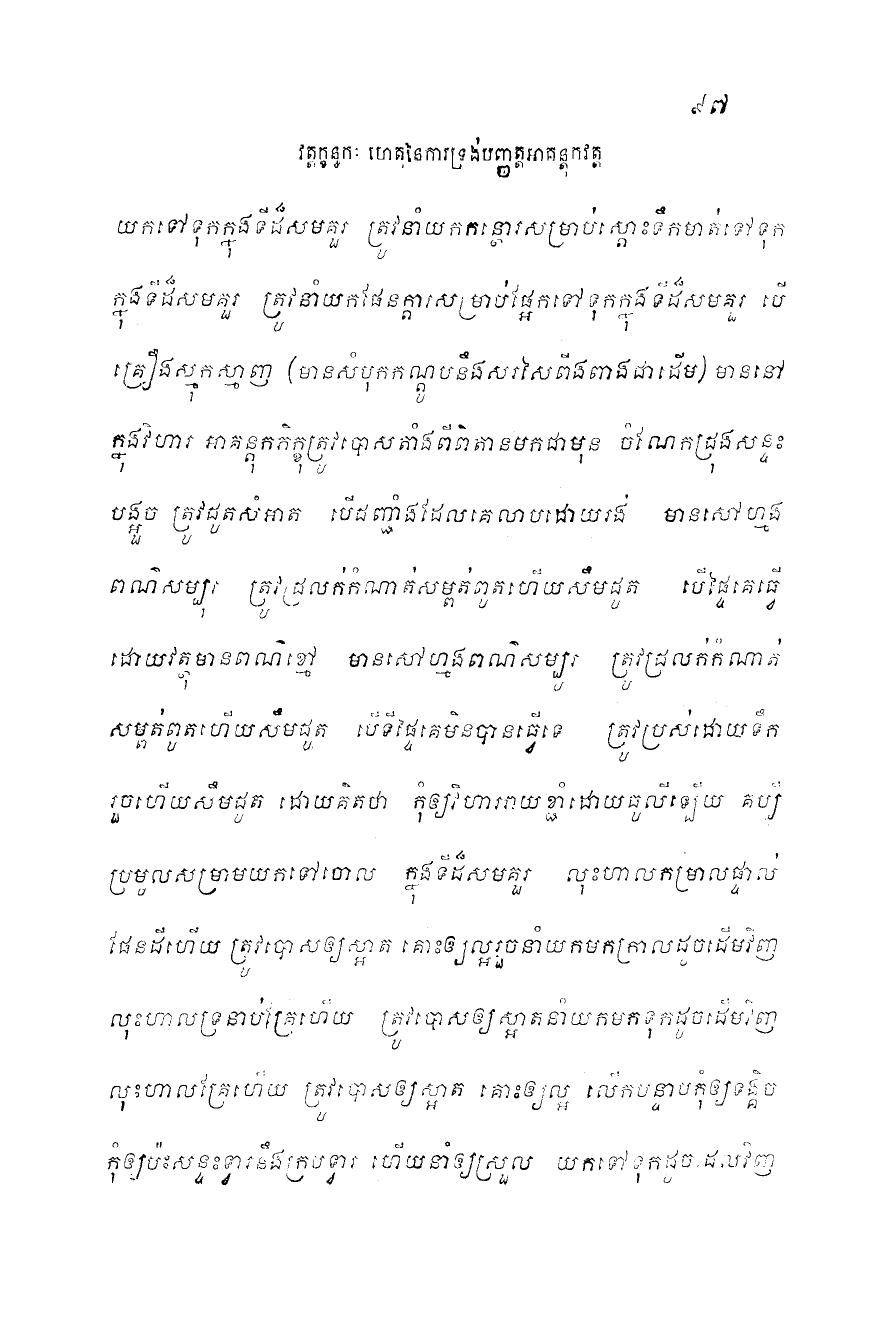 ៩៧
វត្តក្ខន្ធកៈ ហេតុនៃការទ្រង់បញ្ញត្តអាគន្តុកវត្ត
យកទៅទុកក្នុងទីដ៏សមគួរ ត្រូវនាំយកកន្ថោរសម្រាប់ស្តោះទឹកមាត់ទៅទុក
ក្នុងទីដ៏សមគួរ ត្រូវនាំយកផែនក្តារសម្រាប់ផ្អែកទៅទុកក្នុងទីដ៏សមគួរ បើ
គ្រឿងស្មុកស្មាញ (មានសំបុកកណ្តូបនឹងសរសៃពីងពាងជាដើម) មាននៅ
ក្នុងវិហារ អាគន្តុកភិក្ខុត្រូវបោសតាំងពីពិតានមកជាមុន ចំណែកជ្រុងសន្ទះ
បង្អួច ត្រូវជូតសំអាត បើជញ្ជាំងដែលគេលាបដោយរង់ មានសៅហ្មង
ពណ៌សម្បុរ ត្រូវជ្រលក់កំណាត់សម្ពត់ពូតហើយសឹមជូត បើផ្ទៃគេធ្វើ
ដោយវត្ថុមានពណ៌ខ្មៅ មានសៅហ្មងពណ៌សម្បូរ ត្រូវជ្រលក់កំណាត់
សម្ពត់ពូតហើយសឹមជូត បើទីផ្ទៃគេមិនបានធ្វើទេ ត្រូវប្រស់ដោយទឹក
រួចហើយសឹមជូត ដោយគិតថា កុំឲ្យវិហាររាយខ្ញាំដោយធូលីឡើយ គប្បី
ប្រមូលសម្រាមយកទៅចោល ក្នុងទីដ៏សមគួរ លុះហាលកម្រាលផ្ទាល់
ផែនដីហើយ ត្រូវបោសឲ្យស្អាត គោះឲ្យល្អរួចនាំយកមកក្រាលដូចដើមវិញ
លុះហាលទ្រនាប់គ្រែហើយ ត្រូវបោសឲ្យស្អាតនាំយកមកទុកដូចដើមវិញ
លុះហាលគ្រែហើយ ត្រូវបោសឲ្យស្អាត គោះឲ្យល្អ លើកបន្ទាបកុំឲ្យទង្គិច
កុំឲ្យប៉ះសន្ទះទ្វារនឹងក្របទ្វារ ហើយនាំឲ្យស្រួល យកទៅទុកដូចដែលវិញ